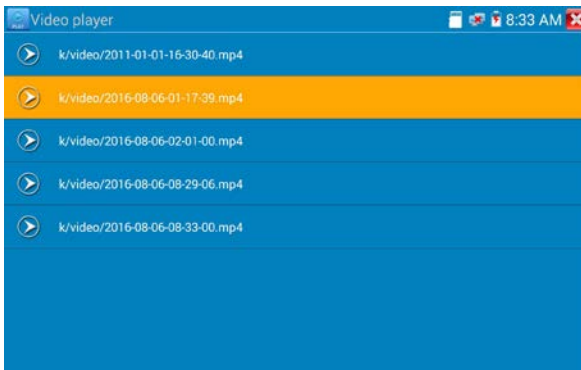 Video player 8:33 AM
k/video/2011-01-01-16-30-40.mp4
k/video/2016-08-06-01-17-39.mp4
k/video/2016-08-06-02-01-00.mp4
k/video/2016-08-06-08-29-06.mp4
k/video/2016-08-06-08-33-00.mp4